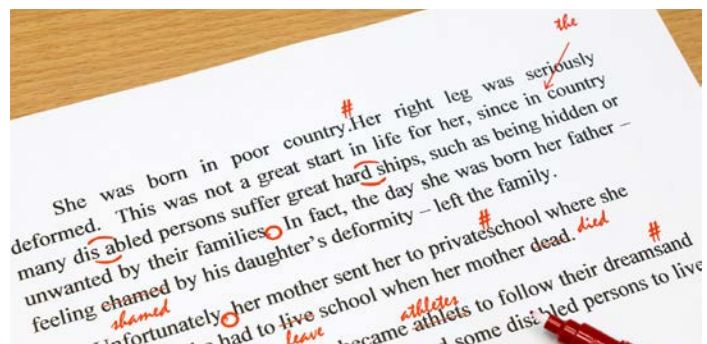 the
#
She was born in poor country.Her right leg was seriously
deformed. This was not a great start in life for her, since in country
many dis abled persons suffer great hard ships, such as being hidden or
unwanted by their families. In fact, the day she was born her father –
feeling chamed by his daughter's deformity – left the family.
shamed
#
Unfortunately, her mother sent her to privateschool where she
had to live school when her mother dead. died
leave
athletes
#
became athlets to follow their dreamsand
some disabled persons to live